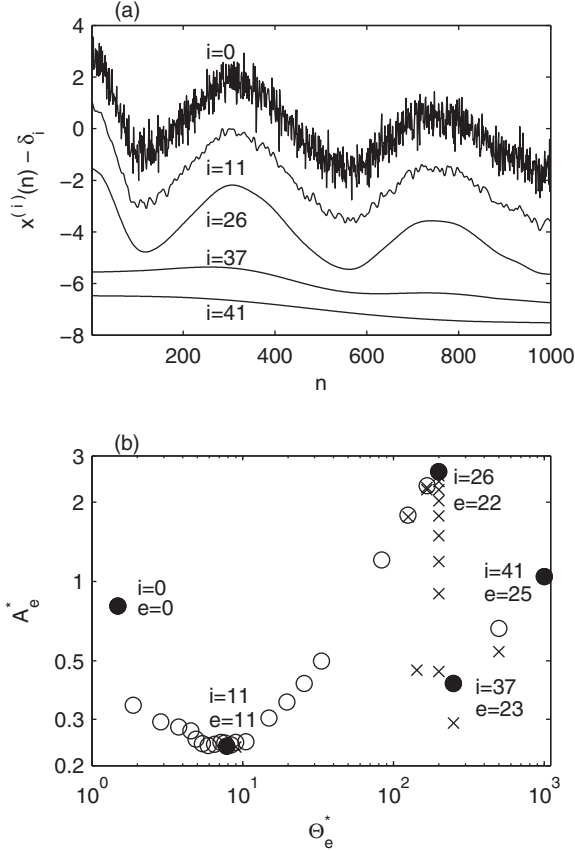 (a)
4
2
0
−2
−4
−6
−8
x^(i)(n) − δ_i
i=0
i=11
i=26
i=37
i=41
200
400
600
800
1000
n
(b)
3
2
1
0.5
0.3
0.2
A_e^*
i=0
e=0
i=11
e=11
i=26
e=22
i=41
e=25
i=37
e=23
10^0
10^1
10^2
10^3
Θ_e^*